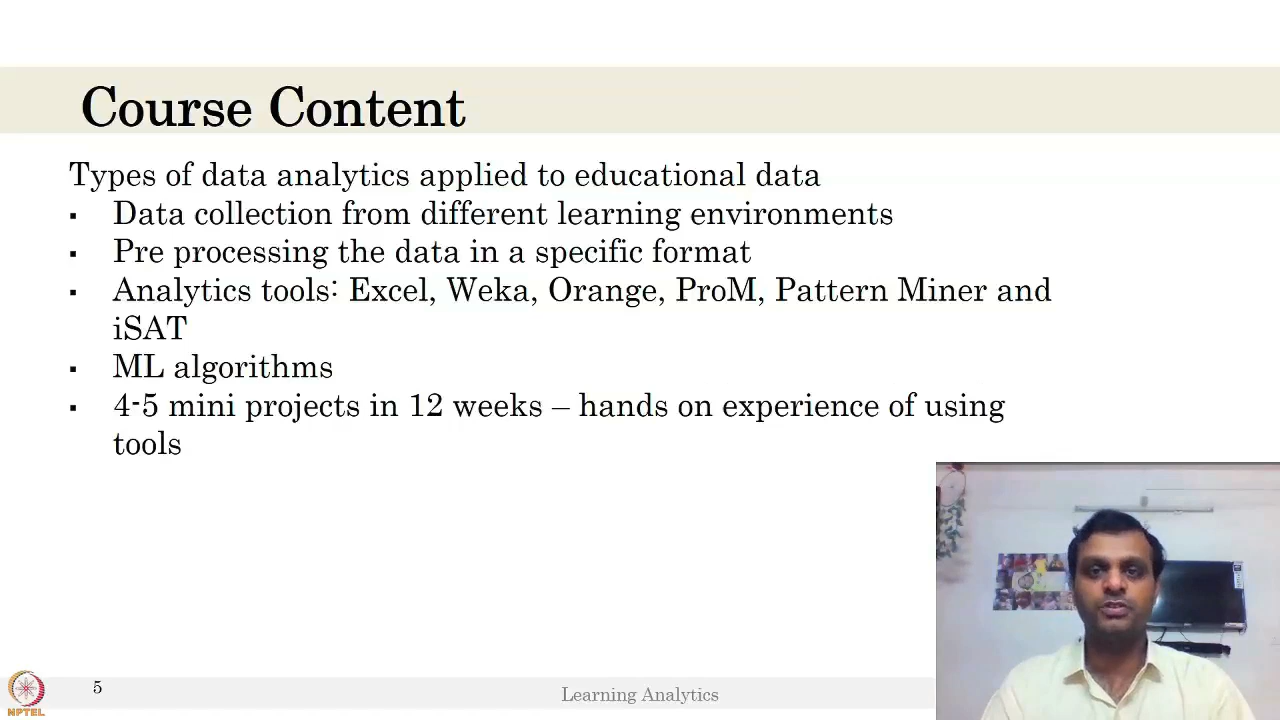 Course Content
Types of data analytics applied to educational data
▪ Data collection from different learning environments
▪ Pre processing the data in a specific format
▪ Analytics tools: Excel, Weka, Orange, ProM, Pattern Miner and
iSAT
▪ ML algorithms
▪ 4-5 mini projects in 12 weeks – hands on experience of using
tools
NPTEL
5
Learning Analytics